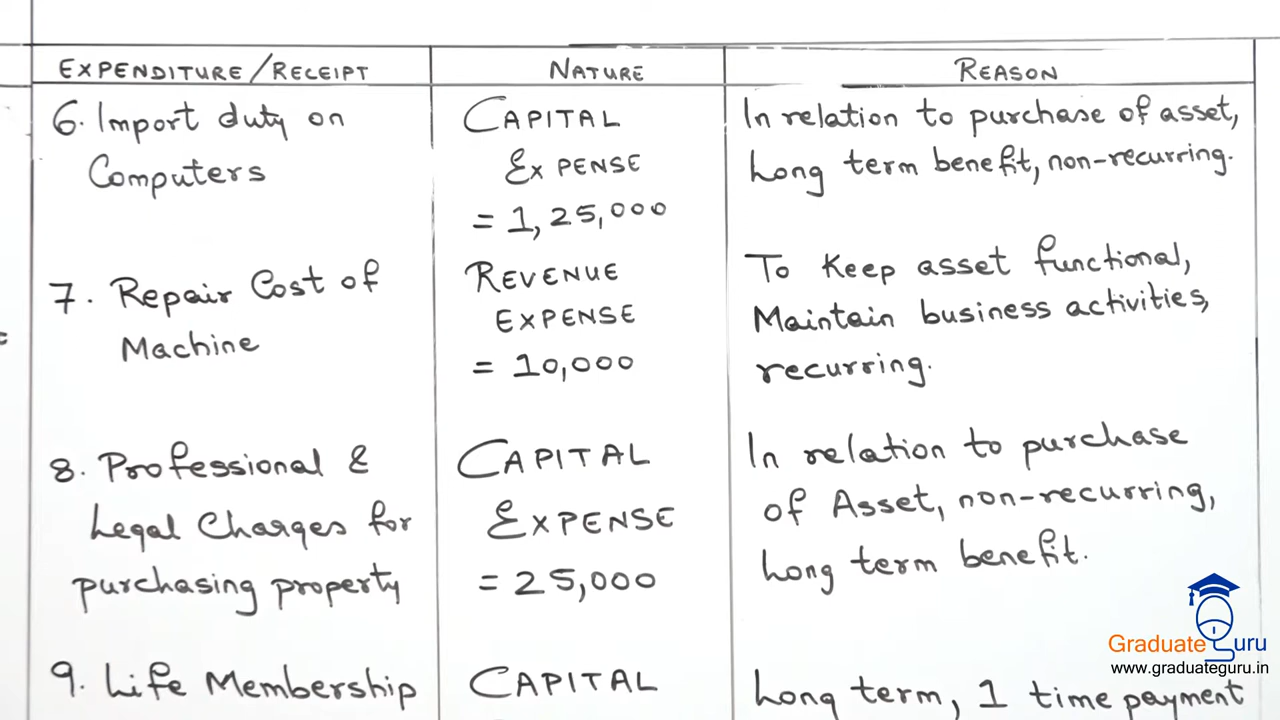 EXPENDITURE/RECEIPT
NATURE
REASON
6. Import duty on
Computers
CAPITAL
EXPENSE
= 1,25,000
In relation to purchase of asset,
Long term benefit, non-recurring.
7. Repair Cost of
Machine
REVENUE
EXPENSE
= 10,000
To Keep asset functional,
Maintain business activities,
recurring.
8. Professional &
Legal Charges for
purchasing property
CAPITAL
EXPENSE
= 25,000
In relation to purchase
of Asset, non-recurring,
Long term benefit.
9. Life Membership
CAPITAL
Long term, 1 time payment
Graduate Guru
www.graduateguru.in